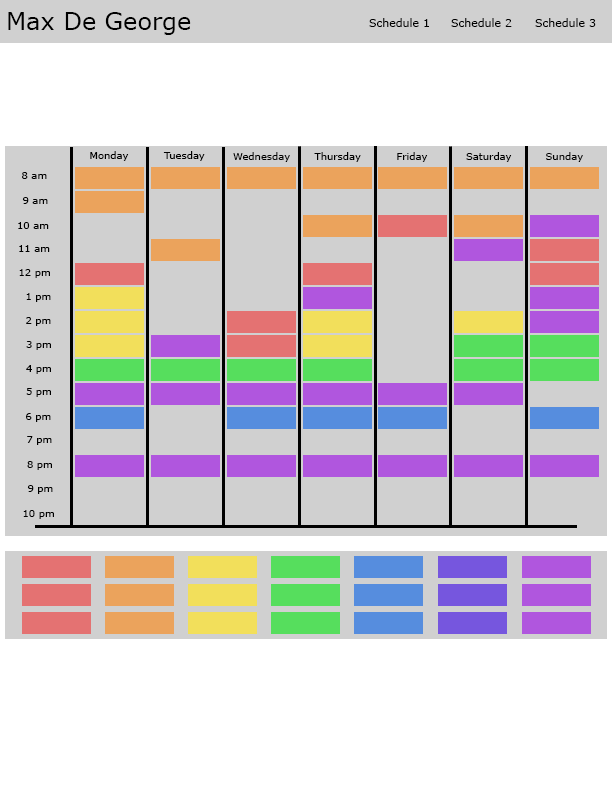 Max De George
Schedule 1 Schedule 2 Schedule 3
Monday Tuesday Wednesday Thursday Friday Saturday Sunday
8 am
9 am
10 am
11 am
12 pm
1 pm
2 pm
3 pm
4 pm
5 pm
6 pm
7 pm
8 pm
9 pm
10 pm